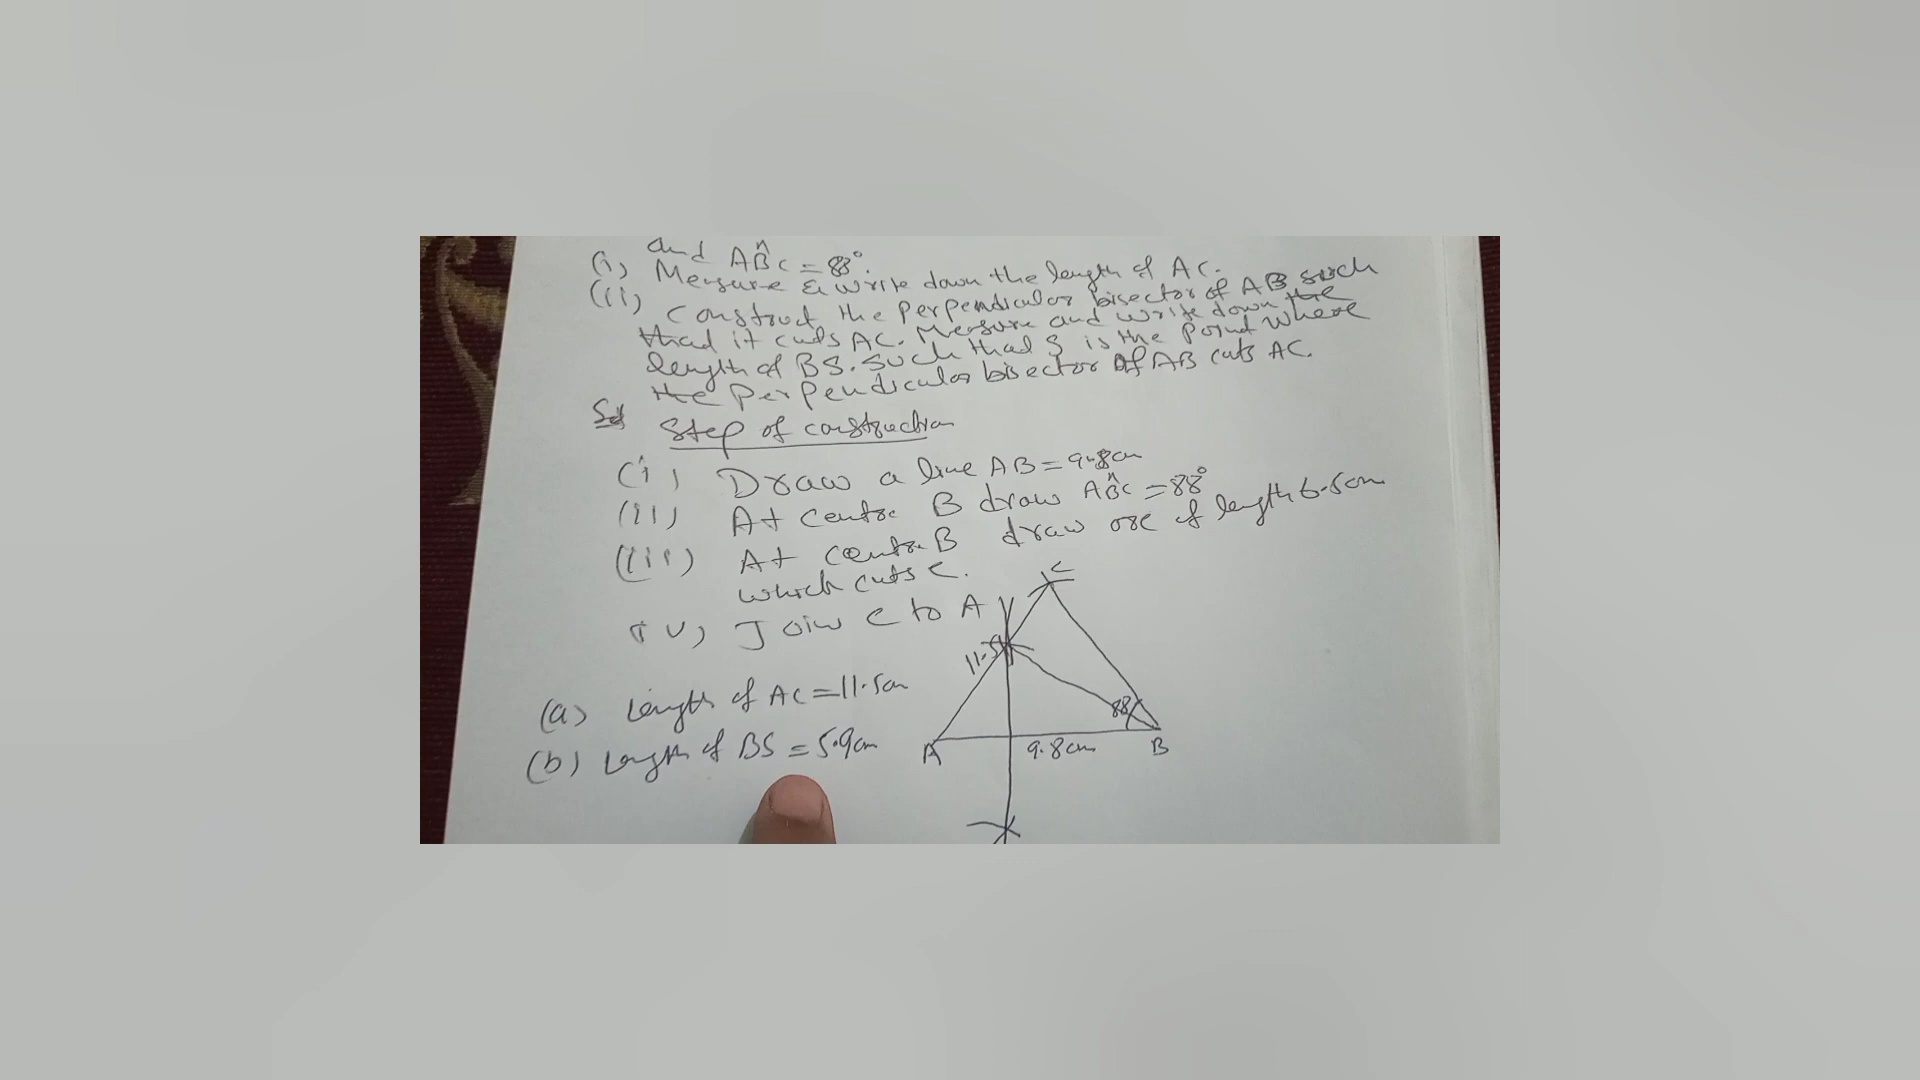 and AB̂C = 88°.
(i) Measure & write down the length of AC.
(ii) Construct the Perpendicular bisector of AB such
that it cuts AC. Measure and write down the
length of BS. Such that S is the Point where
the Perpendicular bisector of AB cuts AC.
Sol
Step of construction
(i) Draw a line AB = 9.8cm
(ii) At centre B draw AB̂C = 88°
(iii) At centre B draw arc of length 6.5cm
which cuts C.
iv) Join C to A
C
11.5
88
A
9.8cm
B
(a) Length of AC = 11.5cm
(b) Length of BS = 5.9cm